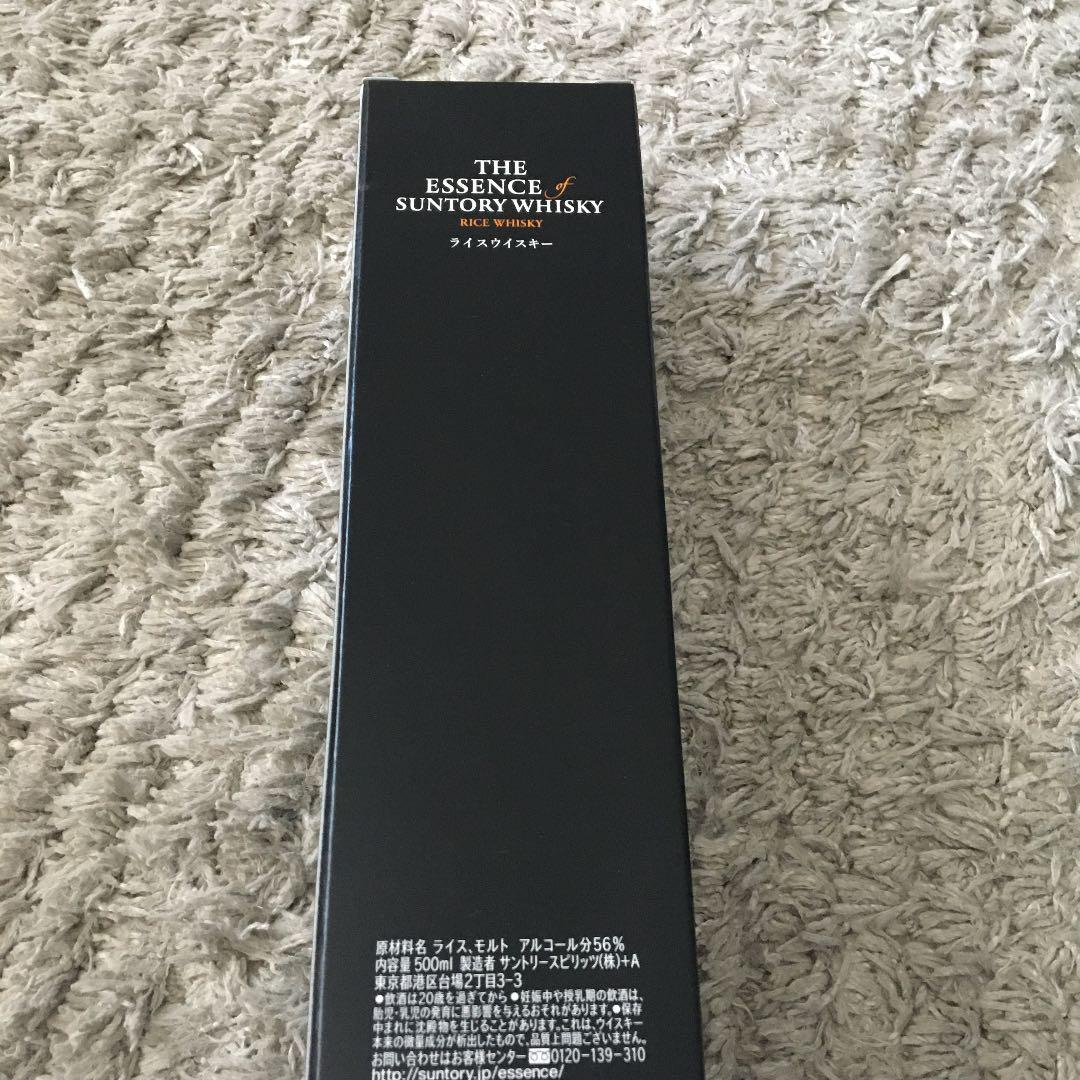 THE
ESSENCE of
SUNTORY WHISKY
RICE WHISKY
ライスウイスキー
原材料名 ライス、モルト アルコール分56%
内容量 500ml 製造者 サントリースピリッツ(株)+A
東京都港区台場2丁目3-3
●飲酒は20歳を過ぎてから ●妊娠中や授乳期の飲酒は、
胎児・乳児の発育に悪影響を与えるおそれがあります。●保存
中まれに沈殿物を生じることがあります。これは、ウイスキー
本来の微量成分が析出したもので、品質上問題ございません。
お問い合わせはお客様センター 0120-139-310
http://suntory.jp/essence/